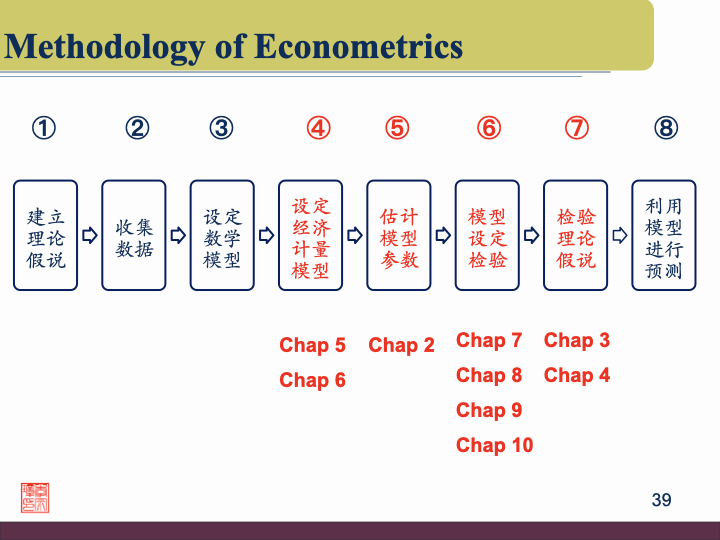 Methodology of Econometrics
① ② ③ ④ ⑤ ⑥ ⑦ ⑧
建立
理论
假说
收集
数据
设定
数学
模型
设定
经济
计量
模型
估计
模型
参数
模型
设定
检验
检验
理论
假说
利用
模型
进行
预测
Chap 5
Chap 6
Chap 2
Chap 7
Chap 8
Chap 9
Chap 10
Chap 3
Chap 4
39